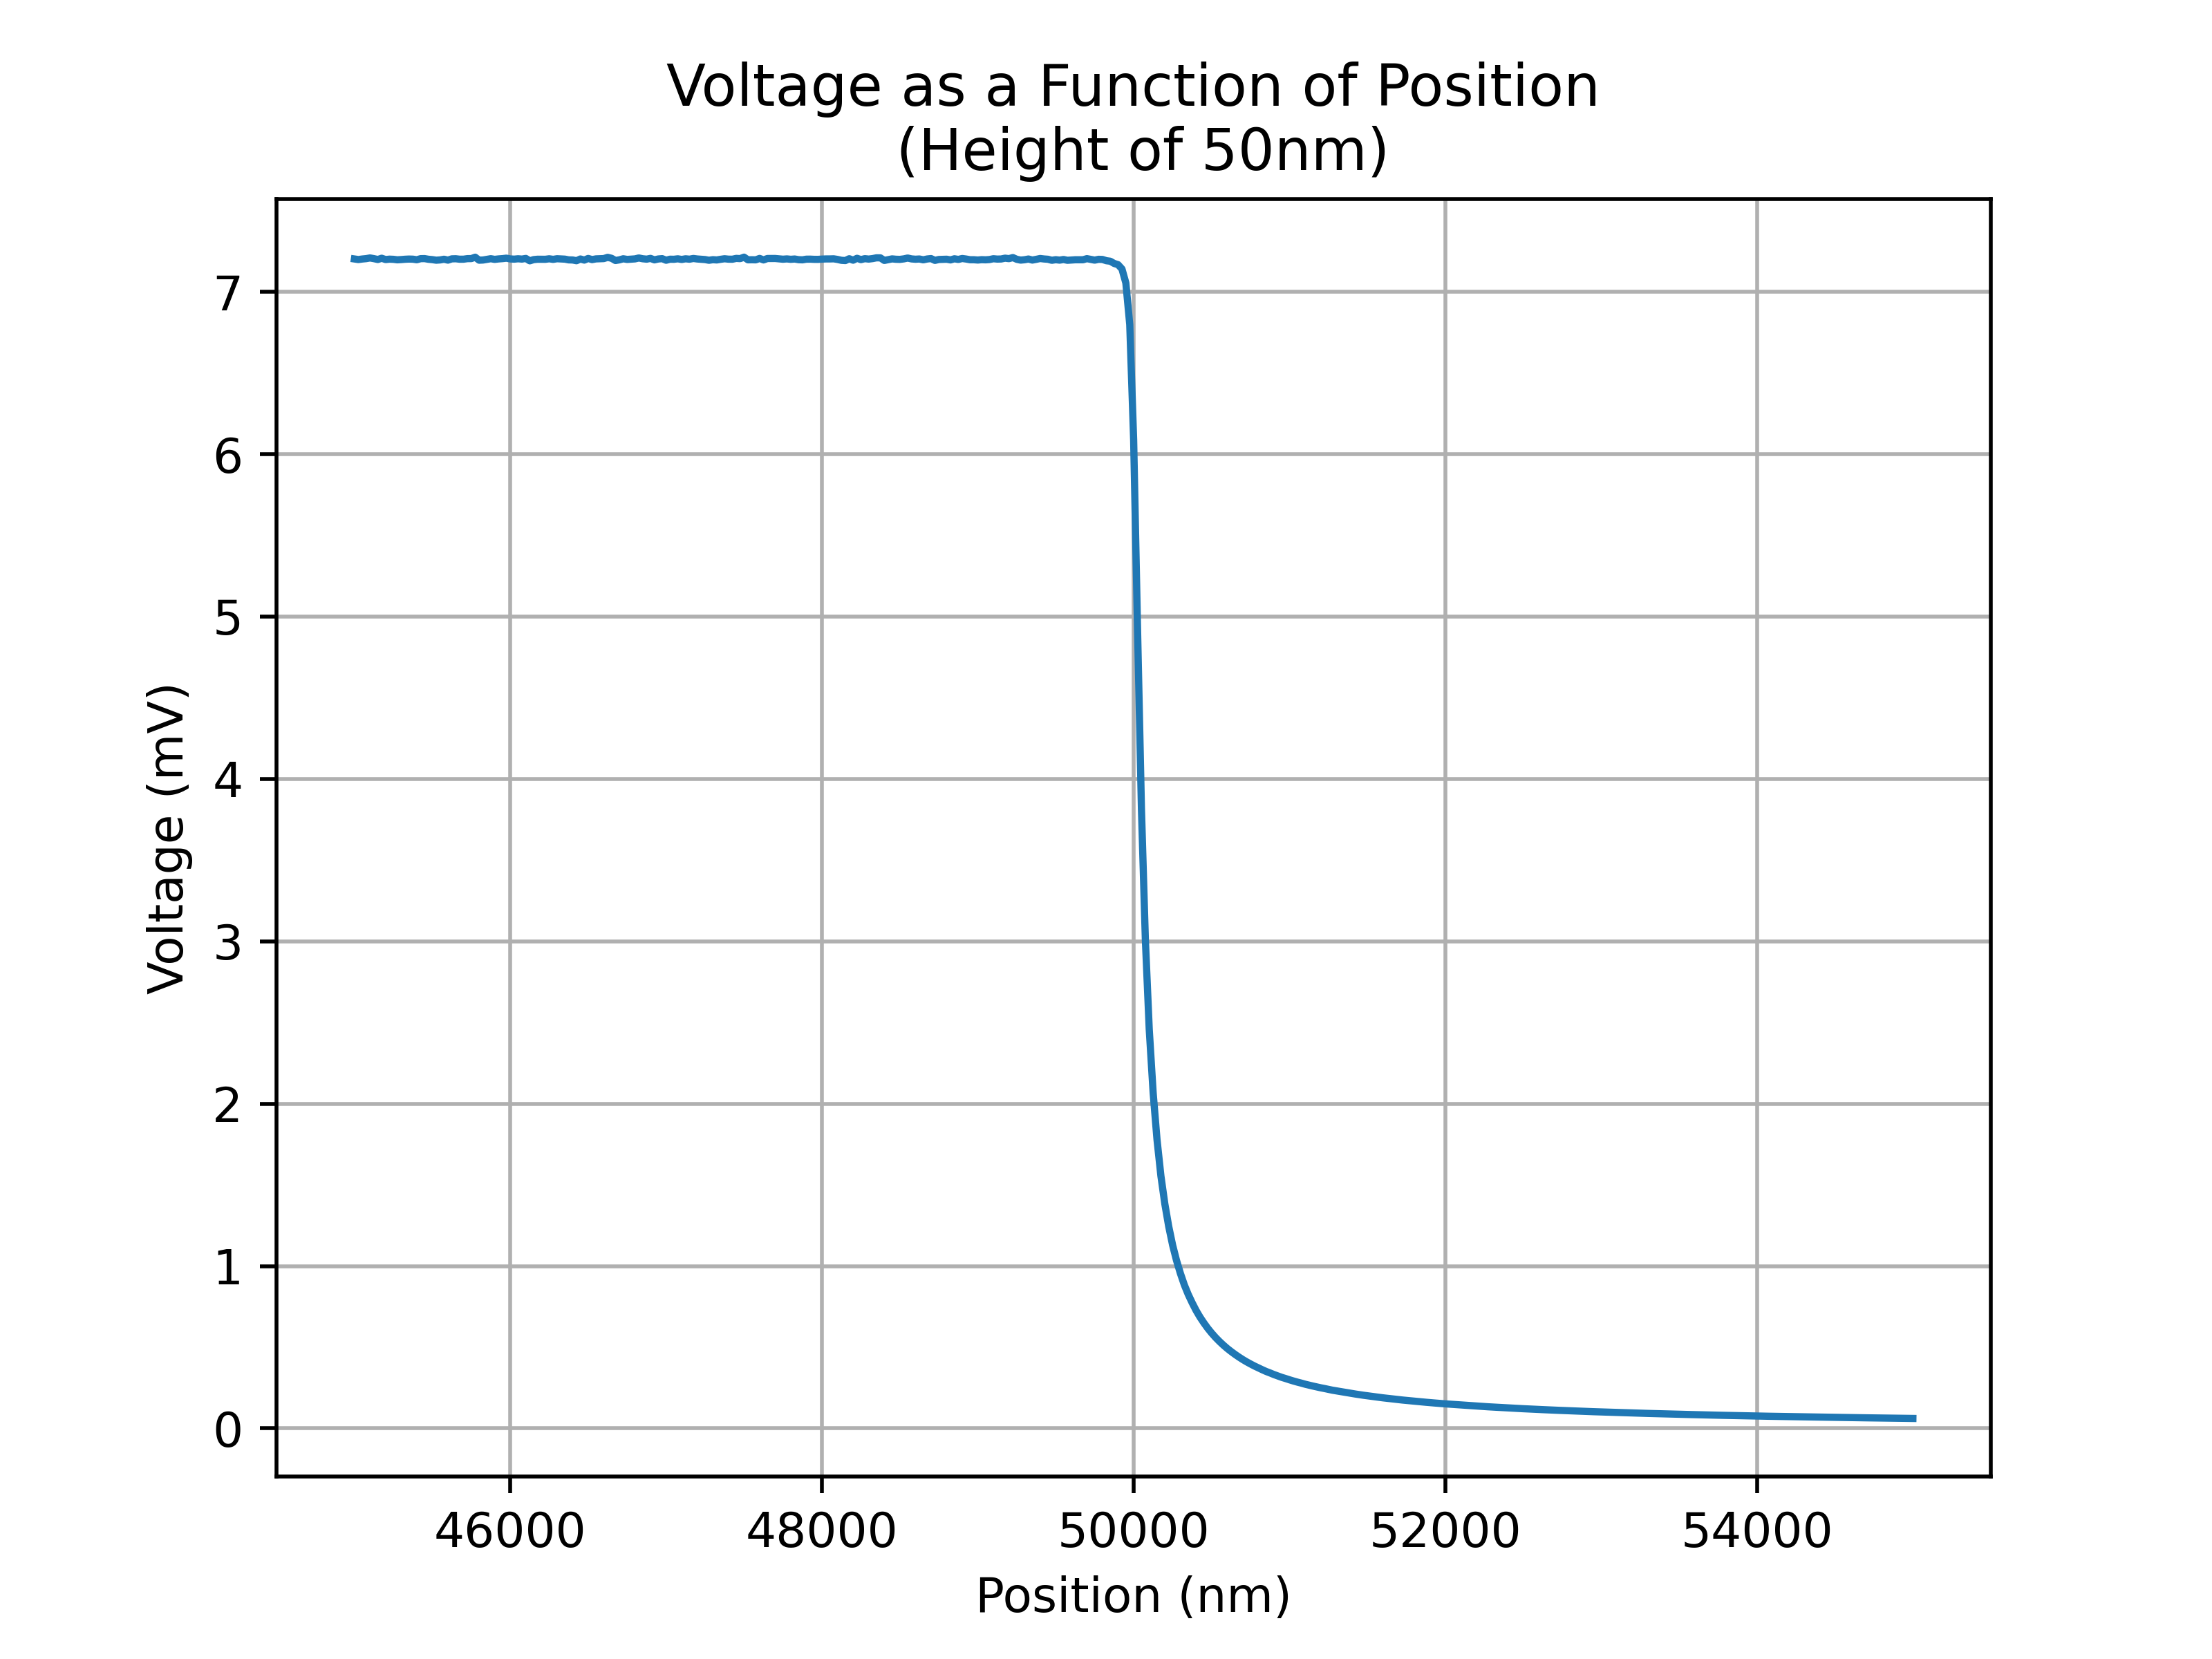 Voltage as a Function of Position
(Height of 50nm)
7
6
5
4
3
2
1
0
Voltage (mV)
46000 48000 50000 52000 54000
Position (nm)